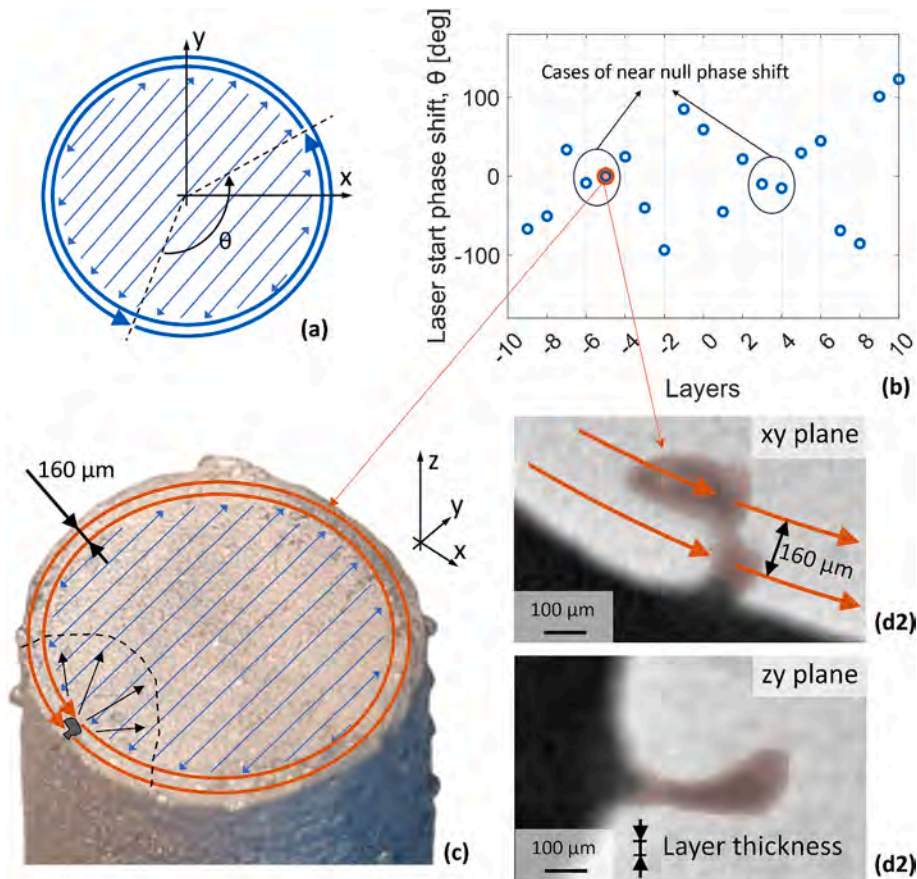 y
x
θ
(a)
Laser start phase shift, θ [deg]
Cases of near null phase shift
100
0
-100
-10
-8
-6
-4
-2
0
2
4
6
8
10
Layers
(b)
160 μm
z
y
x
(c)
xy plane
160 μm
100 μm
(d2)
zy plane
100 μm
Layer thickness
(d2)